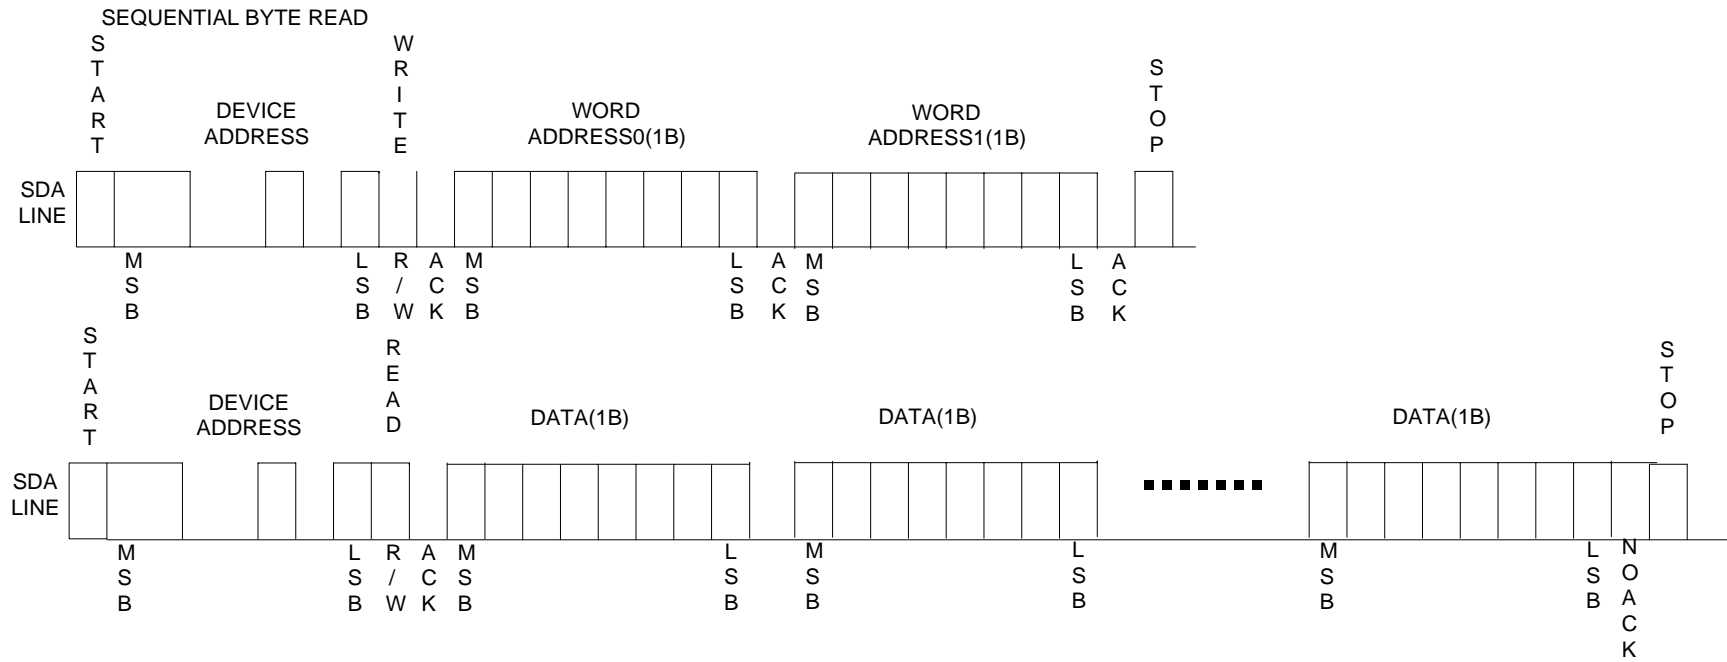 SEQUENTIAL BYTE READ
START
WRITE
STOP
DEVICE
ADDRESS
WORD
ADDRESS0(1B)
WORD
ADDRESS1(1B)
SDA
LINE
MSB
LSB
R/W
ACK
MSB
LSB
ACK
MSB
LSB
ACK
START
READ
STOP
DEVICE
ADDRESS
DATA(1B)
DATA(1B)
DATA(1B)
SDA
LINE
MSB
LSB
R/W
ACK
MSB
LSB
MSB
LSB
MSB
LSB
NOACK